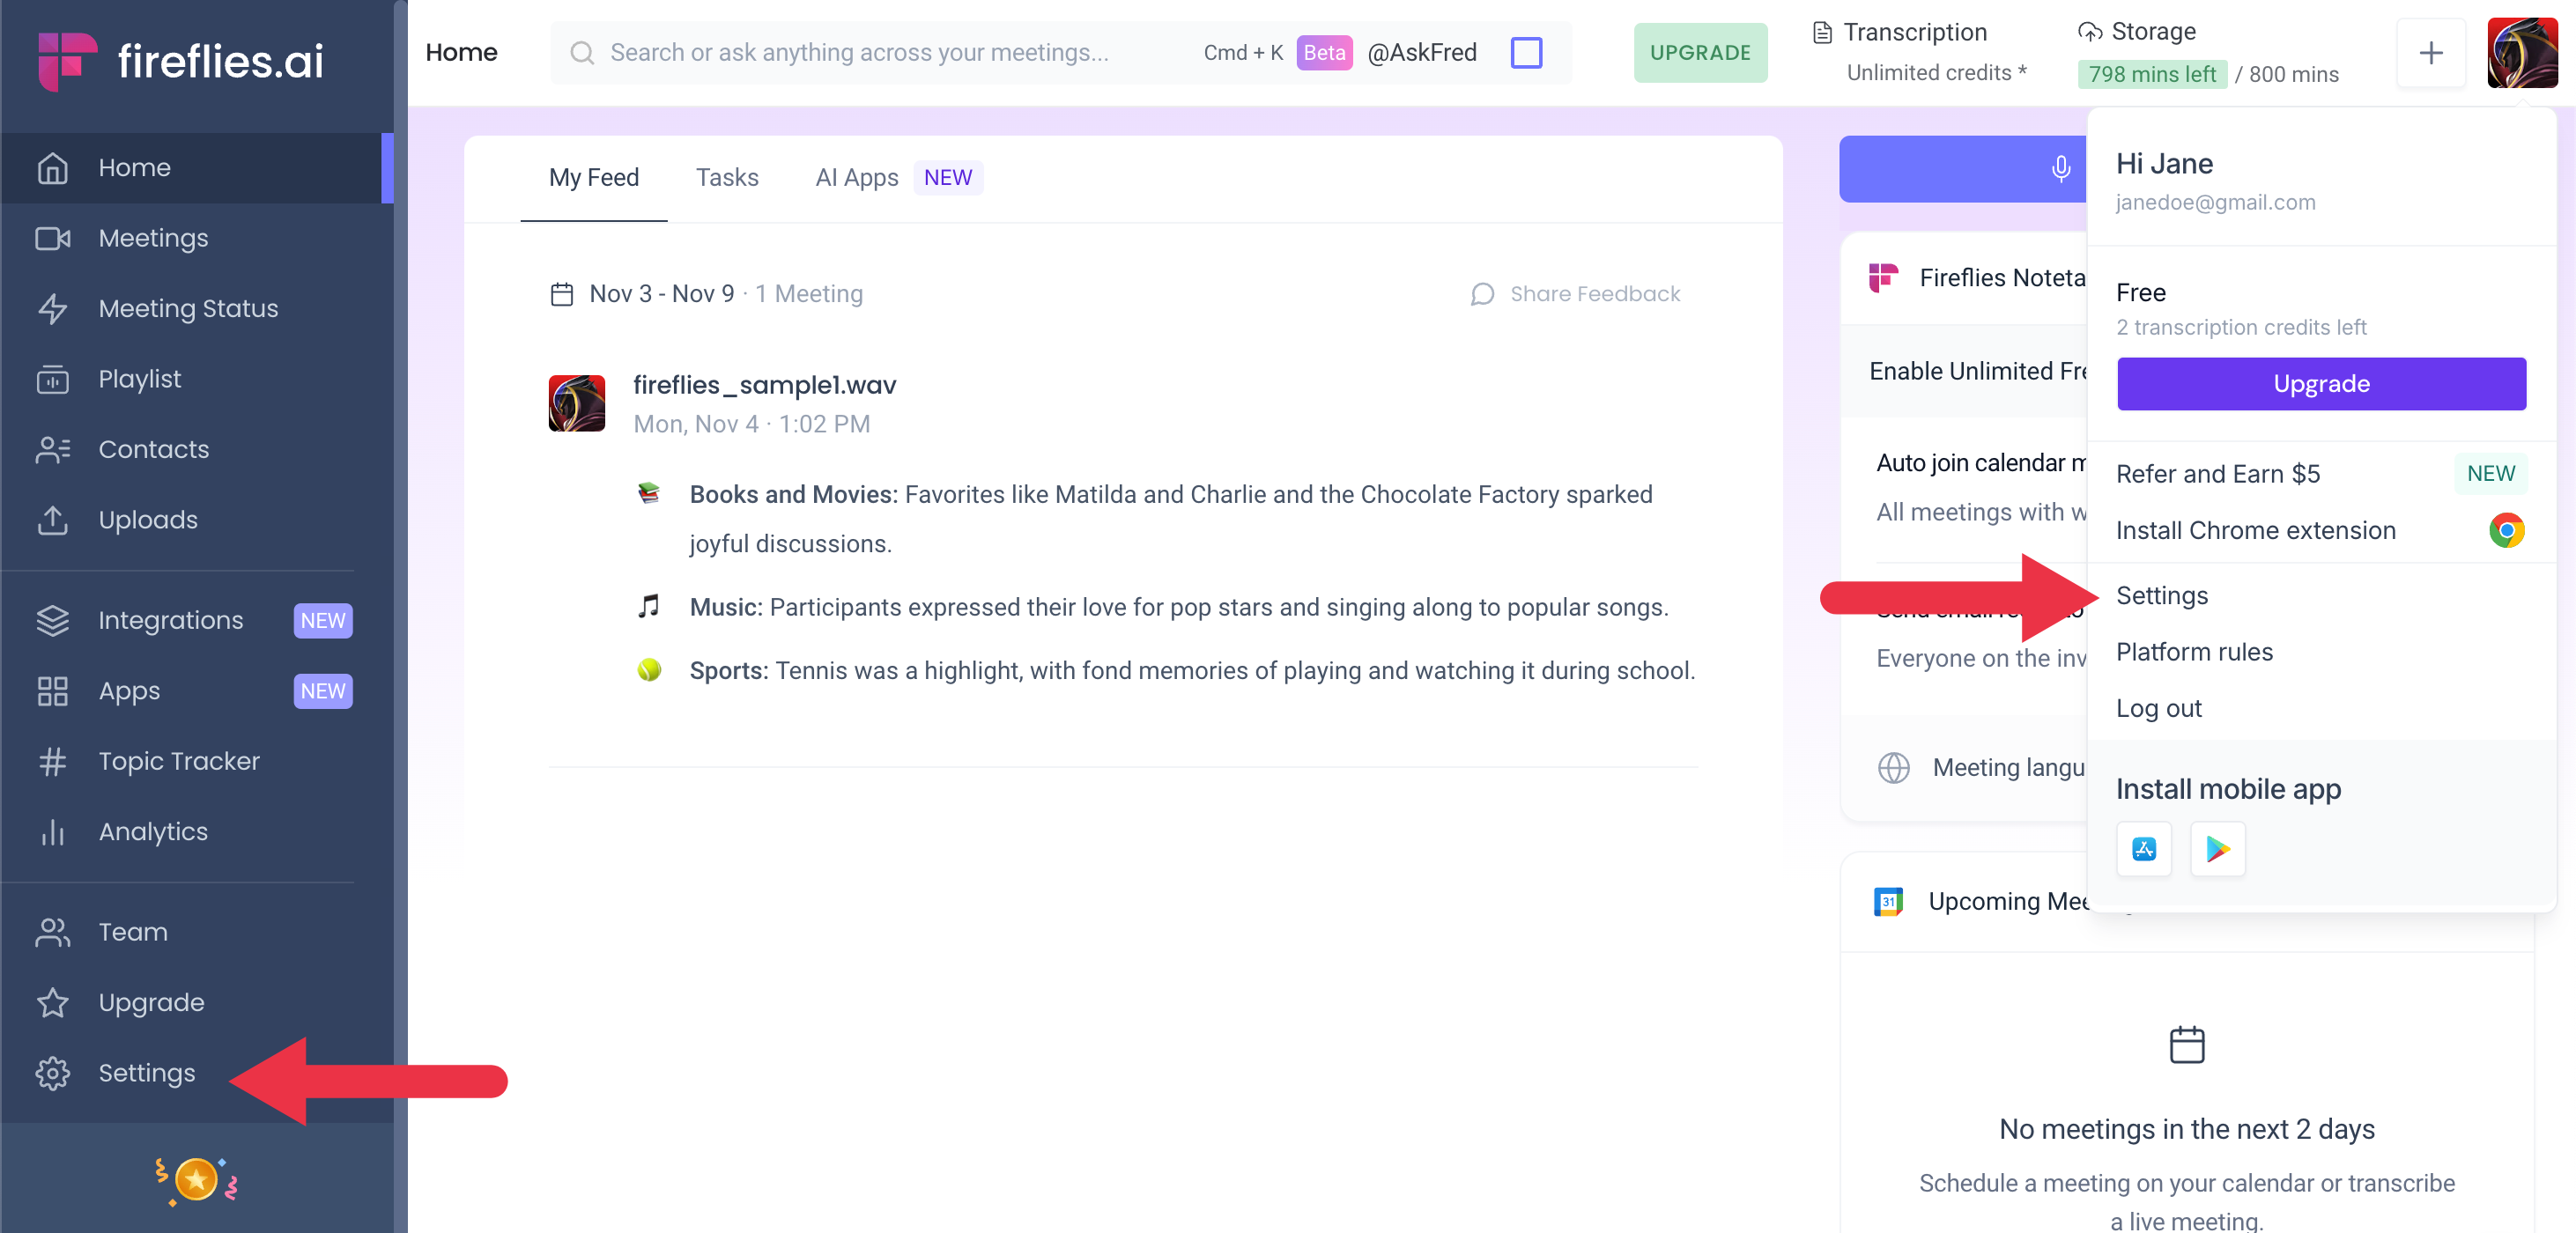 fireflies.ai
Home
Meetings
Meeting Status
Playlist
Contacts
Uploads
Integrations NEW
Apps NEW
Topic Tracker
Analytics
Team
Upgrade
Settings
Home
Search or ask anything across your meetings... Cmd + K Beta @AskFred
UPGRADE
Transcription
Unlimited credits *
Storage
798 mins left / 800 mins
My Feed Tasks AI Apps NEW
Nov 3 - Nov 9 · 1 Meeting
Share Feedback
fireflies_sample1.wav
Mon, Nov 4 · 1:02 PM
Books and Movies: Favorites like Matilda and Charlie and the Chocolate Factory sparked
joyful discussions.
Music: Participants expressed their love for pop stars and singing along to popular songs.
Sports: Tennis was a highlight, with fond memories of playing and watching it during school.
Fireflies Noteta
Enable Unlimited Fre
Auto join calendar m
All meetings with w
Everyone on the inv
Meeting langu
31
Upcoming Mee
No meetings in the next 2 days
Schedule a meeting on your calendar or transcribe
a live meeting.
Hi Jane
janedoe@gmail.com
Free
2 transcription credits left
Upgrade
Refer and Earn $5 NEW
Install Chrome extension
Settings
Platform rules
Log out
Install mobile app